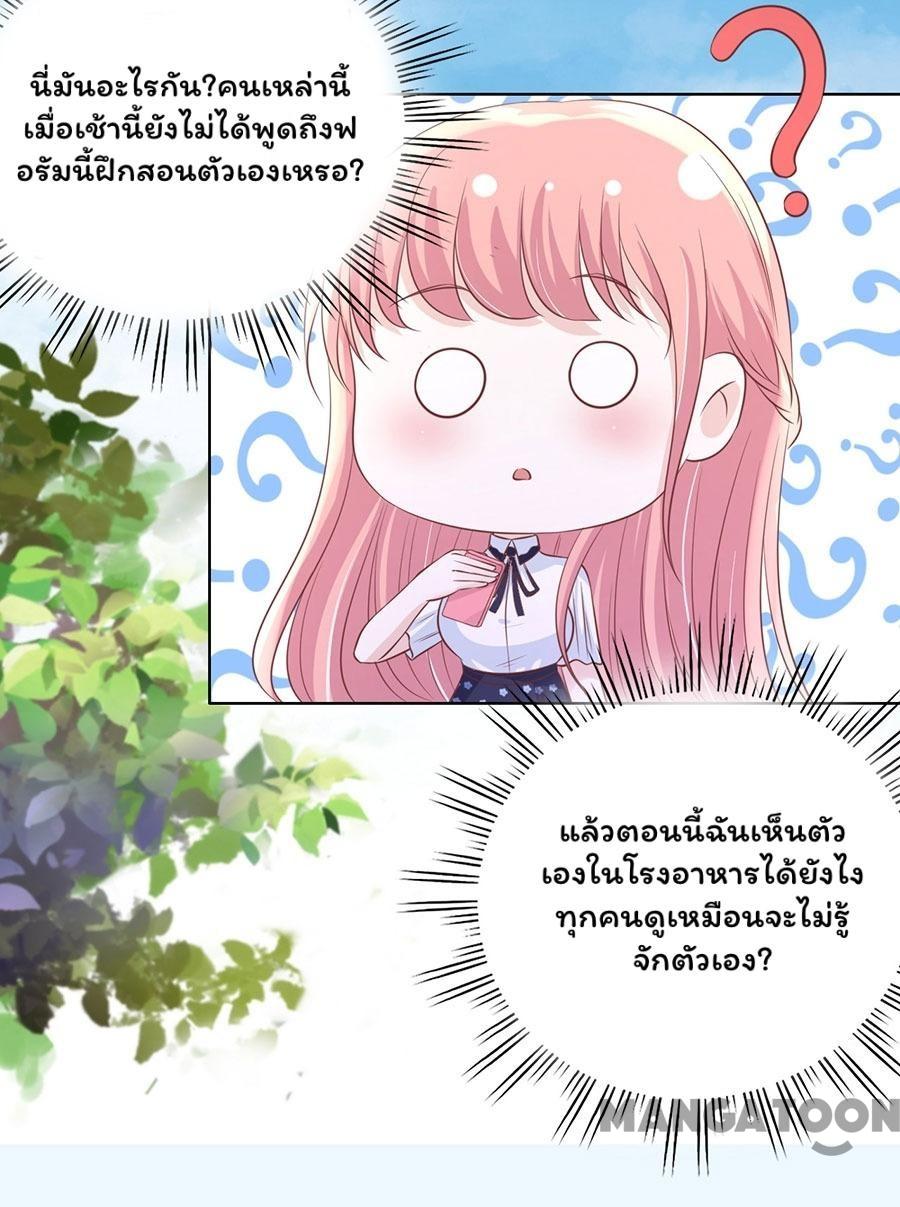 นี่มันอะไรกัน?คนเหล่านี้
เมื่อเช้านี้ยังไม่ได้พูดถึงฟ
อรัมนี้ฝึกสอนตัวเองเหรอ?
?
แล้วตอนนี้ฉันเห็นตัว
เองในโรงอาหารได้ยังไง
ทุกคนดูเหมือนจะไม่รู้
จักตัวเอง?
MANGATOON